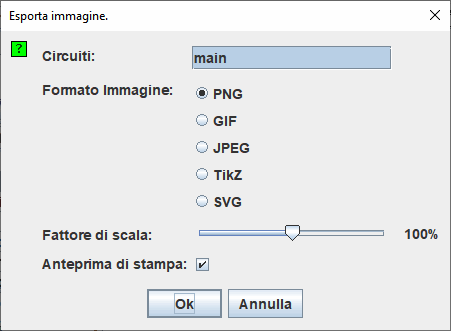 Esporta immagine.
?
Circuiti: main
Formato Immagine: PNG
GIF
JPEG
TikZ
SVG
Fattore di scala: 100%
Anteprima di stampa:
Ok Annulla